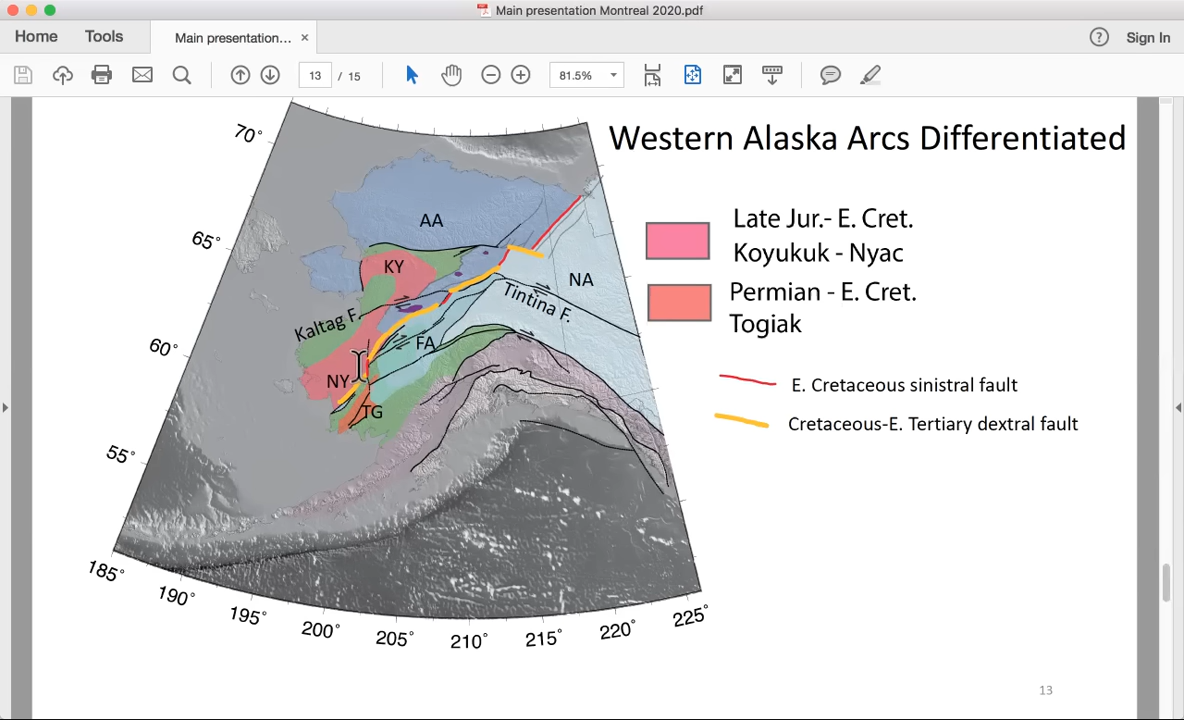 Main presentation Montreal 2020.pdf
Home
Tools
Main presentation...
×
?
Sign In
13 / 15
81.5%
Western Alaska Arcs Differentiated
Late Jur.- E. Cret.
Koyukuk - Nyac
Permian - E. Cret.
Togiak
E. Cretaceous sinistral fault
Cretaceous-E. Tertiary dextral fault
70°
65°
60°
55°
AA
KY
NA
Tintina F.
Kaltag F.
FA
NY
TG
185°
190°
195°
200°
205°
210°
215°
220°
225°
13